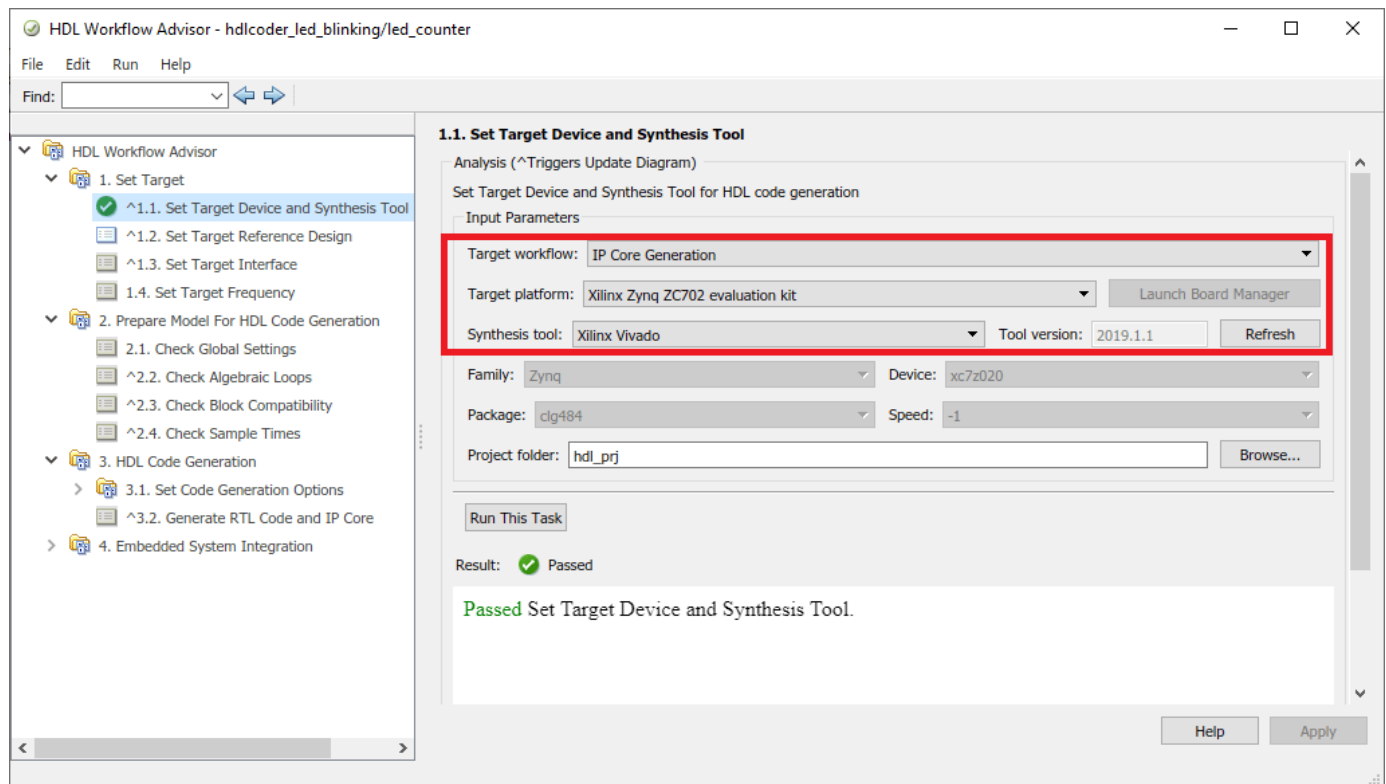 HDL Workflow Advisor - hdlcoder_led_blinking/led_counter
File Edit Run Help
Find:
HDL Workflow Advisor
1. Set Target
^1.1. Set Target Device and Synthesis Tool
^1.2. Set Target Reference Design
^1.3. Set Target Interface
1.4. Set Target Frequency
2. Prepare Model For HDL Code Generation
2.1. Check Global Settings
^2.2. Check Algebraic Loops
^2.3. Check Block Compatibility
^2.4. Check Sample Times
3. HDL Code Generation
3.1. Set Code Generation Options
^3.2. Generate RTL Code and IP Core
4. Embedded System Integration
1.1. Set Target Device and Synthesis Tool
Analysis (^Triggers Update Diagram)
Set Target Device and Synthesis Tool for HDL code generation
Input Parameters
Target workflow: IP Core Generation
Target platform: Xilinx Zynq ZC702 evaluation kit Launch Board Manager
Synthesis tool: Xilinx Vivado Tool version: 2019.1.1 Refresh
Family: Zynq Device: xc7z020
Package: clg484 Speed: -1
Project folder: hdl_prj Browse...
Run This Task
Result: Passed
Passed Set Target Device and Synthesis Tool.
Help Apply